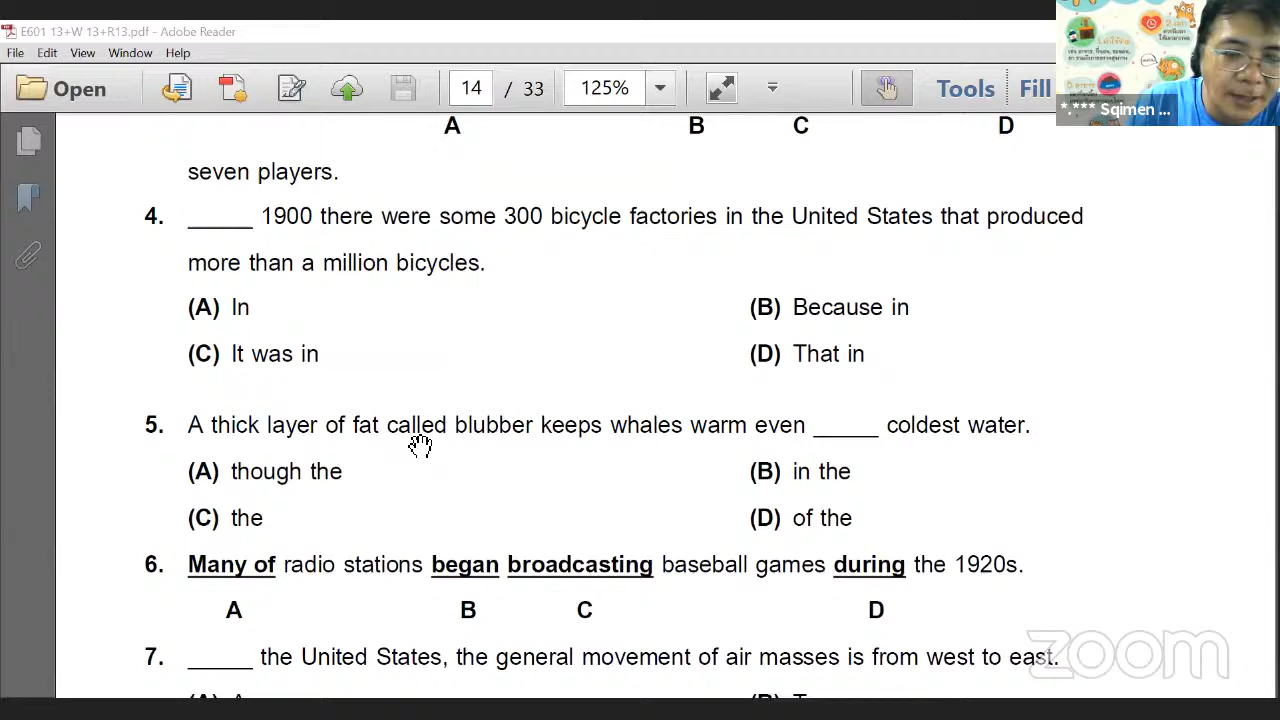 E601 13+W 13+R13.pdf - Adobe Reader
File Edit View Window Help
Open 14 / 33 125% Tools Fill
* *** Sqimen ...
A B C D
seven players.
4. _____ 1900 there were some 300 bicycle factories in the United States that produced
more than a million bicycles.
(A) In (B) Because in
(C) It was in (D) That in
5. A thick layer of fat called blubber keeps whales warm even _____ coldest water.
(A) though the (B) in the
(C) the (D) of the
6. Many of radio stations began broadcasting baseball games during the 1920s.
A B C D
7. _____ the United States, the general movement of air masses is from west to east.
zoom